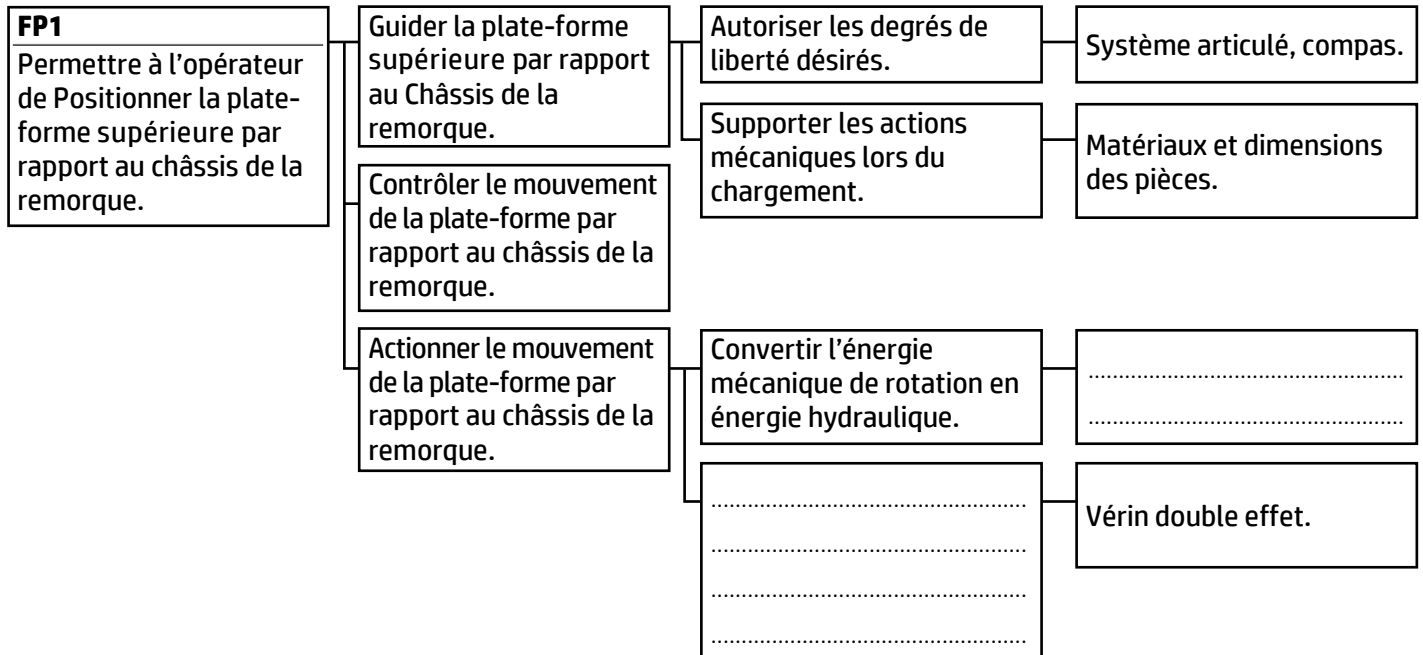 FP1
Permettre à l’opérateur
de Positionner la plate-
forme supérieure par
rapport au châssis de la
remorque.
Guider la plate-forme
supérieure par rapport
au Châssis de la
remorque.
Autoriser les degrés de
liberté désirés.
Système articulé, compas.
Supporter les actions
mécaniques lors du
chargement.
Matériaux et dimensions
des pièces.
Contrôler le mouvement
de la plate-forme par
rapport au châssis de la
remorque.
Actionner le mouvement
de la plate-forme par
rapport au châssis de la
remorque.
Convertir l’énergie
mécanique de rotation en
énergie hydraulique.
.....................................................
.....................................................
.....................................................
.....................................................
.....................................................
.....................................................
Vérin double effet.